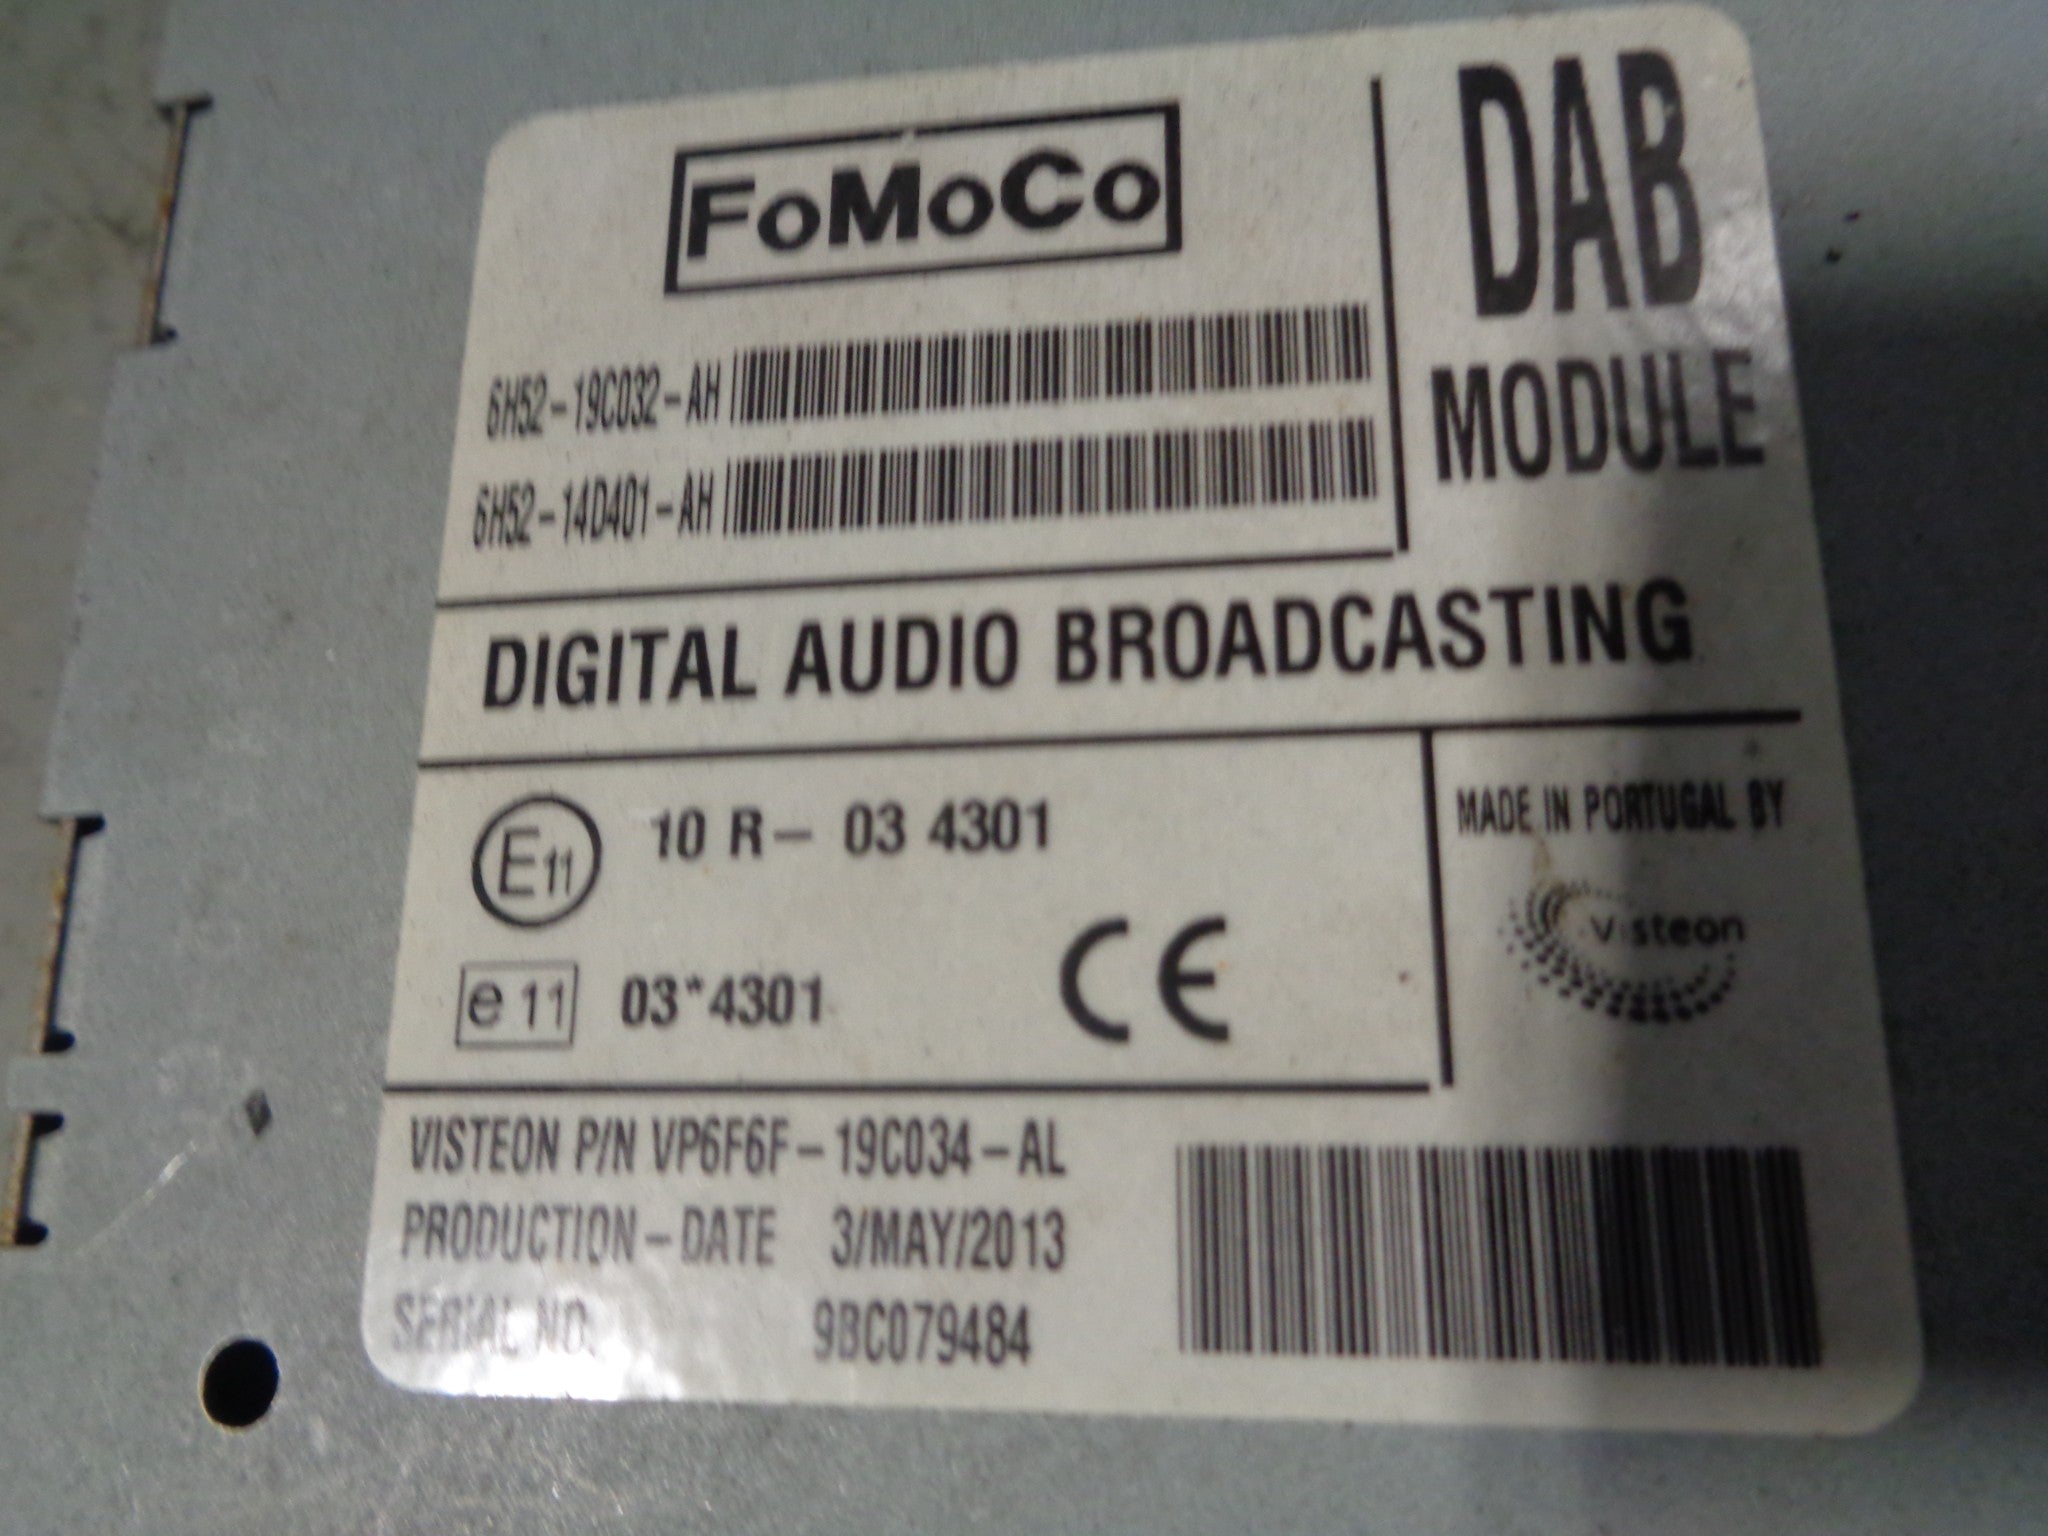 FoMoCo
DAB
MODULE
6H52-19C032-AH
6H52-14D401-AH
DIGITAL AUDIO BROADCASTING
E11 10 R- 03 4301
e 11 03*4301 CE
MADE IN PORTUGAL BY
Visteon
VISTEON P/N VP6F6F-19C034-AL
PRODUCTION-DATE 3/MAY/2013
SERIAL NO. 9BC079484